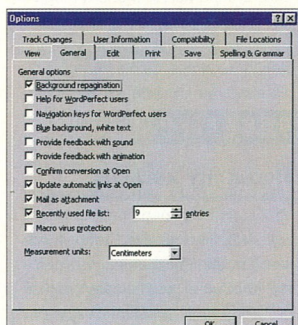 Options
Track Changes User Information Compatibility File Locations
View General Edit Print Save Spelling & Grammar
General options
Background repagination
Help for WordPerfect users
Navigation keys for WordPerfect users
Blue background, white text
Provide feedback with sound
Provide feedback with animation
Confirm conversion at Open
Update automatic links at Open
Mail as attachment
Recently used file list: 9 entries
Macro virus protection
Measurement units: Centimeters
OK Cancel